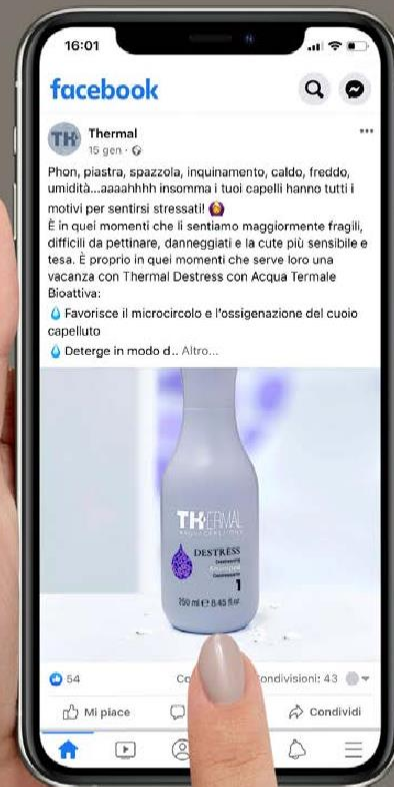 16:01
facebook
TH Thermal
15 gen
Phon, piastra, spazzola, inquinamento, caldo, freddo,
umidità...aaaahhhh insomma i tuoi capelli hanno tutti i
motivi per sentirsi stressati!
È in quei momenti che li sentiamo maggiormente fragili,
difficili da pettinare, danneggiati e la cute più sensibile e
tesa. È proprio in quei momenti che serve loro una
vacanza con Thermal Destress con Acqua Termale
Bioattiva:
Favorisce il microcircolo e l'ossigenazione del cuoio
capelluto
Deterge in modo d.. Altro...
THERMAL
DESTRESS
Shampoo
1
250 ml e 8.45 fl.oz
54
ondivisioni: 43
Mi piace
Condividi